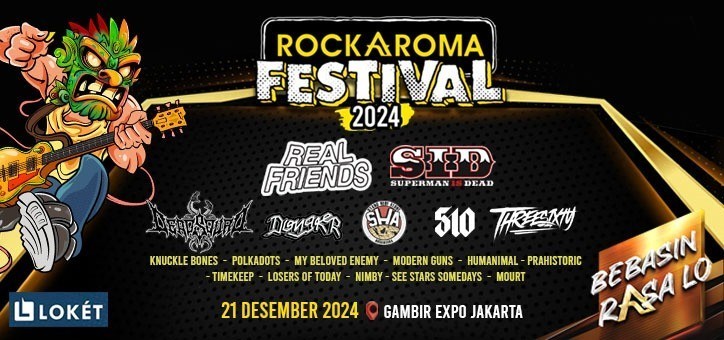 ROCKAROMA
FESTIVAL
2024
REAL FRIENDS
SID
SUPERMAN IS DEAD
DEADSQUAD
SHA
510
THREESIXTY
KNUCKLE BONES - POLKADOTS - MY BELOVED ENEMY - MODERN GUNS - HUMANIMAL - PRAHISTORIC
- TIMEKEEP - LOSERS OF TODAY - NIMBY - SEE STARS SOMEDAYS - MOURT
BEBASIN
RASA LO
LOKÉT
21 DESEMBER 2024 GAMBIR EXPO JAKARTA